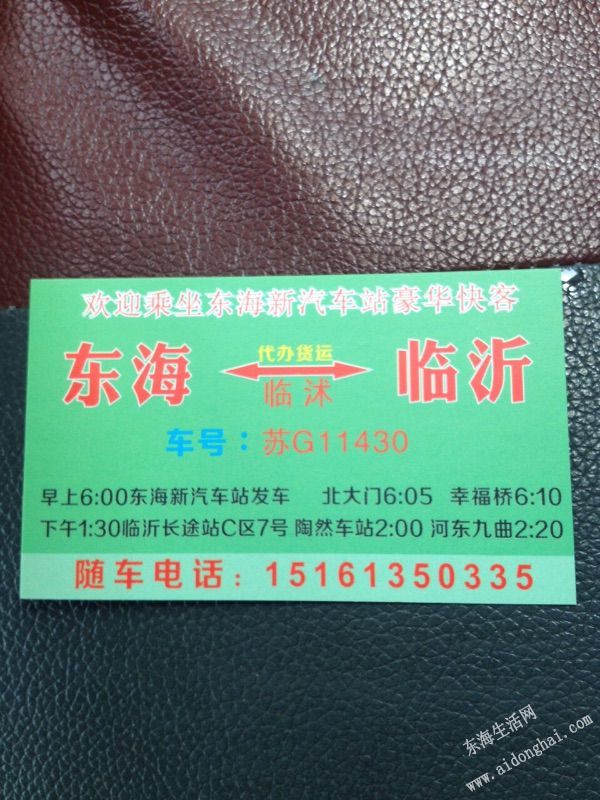 欢迎乘坐东海新汽车站豪华快客
代办货运
东海 临沂
临沭
车号：苏G11430
早上6:00东海新汽车站发车 北大门6:05 幸福桥6:10
下午1:30临沂长途站C区7号 陶然车站2:00 河东九曲2:20
随车电话：15161350335
东海生活网
www.aidonghai.com